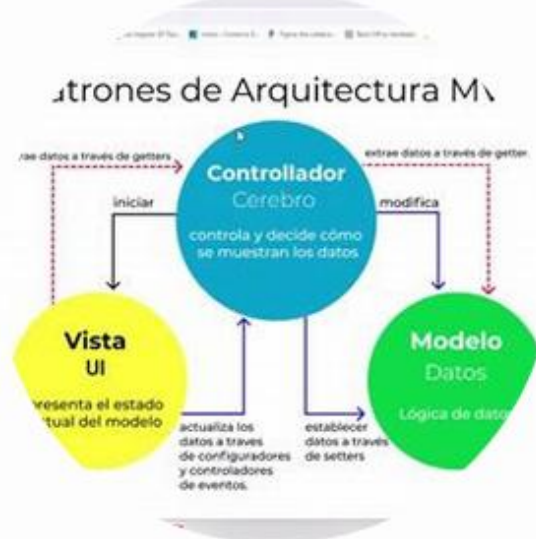 atrones de Arquitectura M
ae datos a través de getters
extrae datos a través de getter
iniciar
Controllador
Cerebro
controla y decide cómo
se muestran los datos
modifica
Vista
UI
resenta el estado
tual del modelo
Modelo
Datos
Lógica de dato
actualiza los
datos a traves
de configuradores
y controladores
de eventos.
establecer
datos a través
de setters